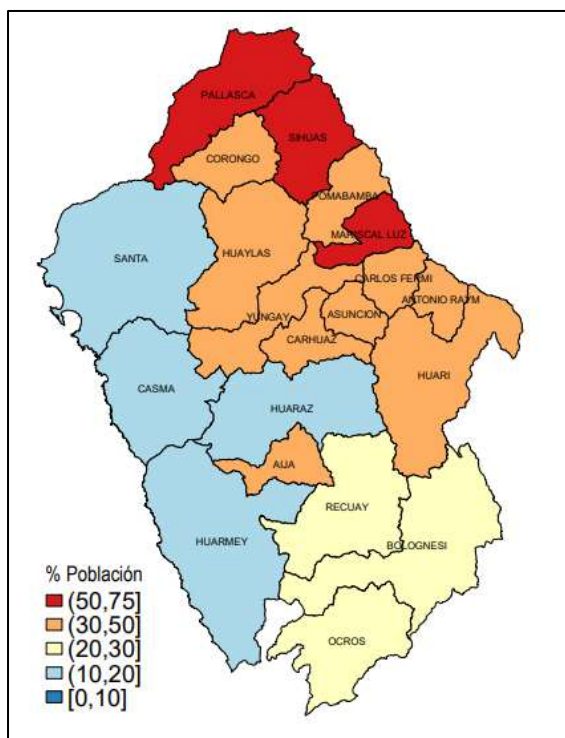 PALLASCA
SIHUAS
CORONGO
POMABAMBA
MARISCAL LUZ
SANTA
HUAYLAS
CARLOS FERMI
ANTONIO RAYM
YUNGAY
ASUNCION
CARHUAZ
HUARI
CASMA
HUARAZ
AIJA
RECUAY
HUARMEY
BOLOGNESI
OCROS
% Población
(50,75]
(30,50]
(20,30]
(10,20]
[0,10]